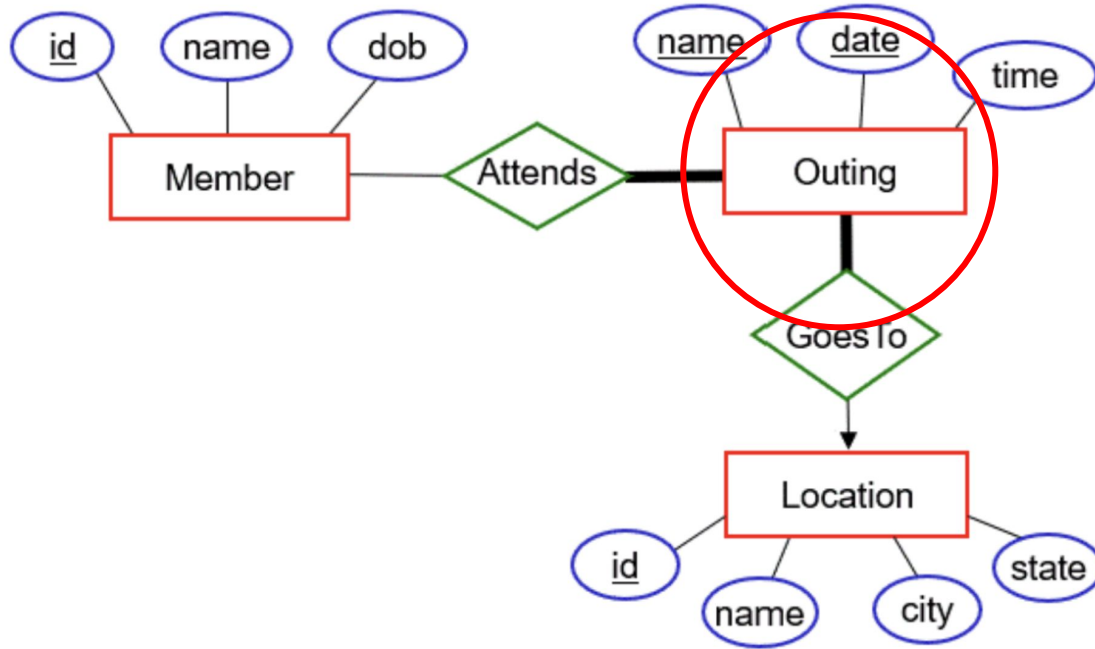 id
name
dob
name
date
time
Member
Attends
Outing
GoesTo
Location
id
name
city
state